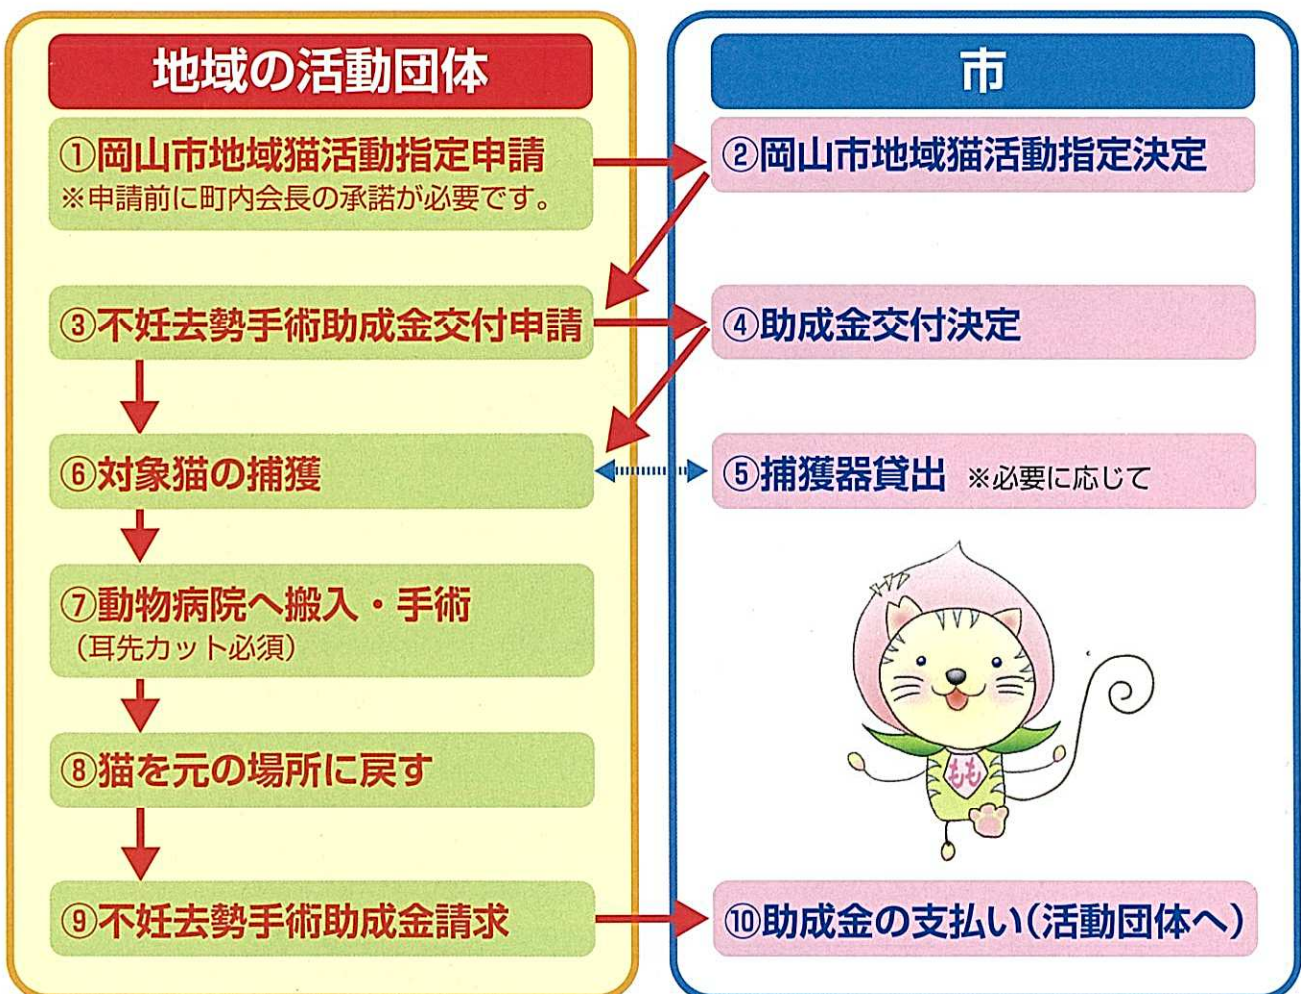 地域の活動団体
市
①岡山市地域猫活動指定申請
※申請前に町内会長の承諾が必要です。
②岡山市地域猫活動指定決定
③不妊去勢手術助成金交付申請
④助成金交付決定
⑥対象猫の捕獲
⑤捕獲器貸出 ※必要に応じて
⑦動物病院へ搬入・手術
(耳先カット必須)
⑧猫を元の場所に戻す
もも
⑨不妊去勢手術助成金請求
⑩助成金の支払い(活動団体へ)